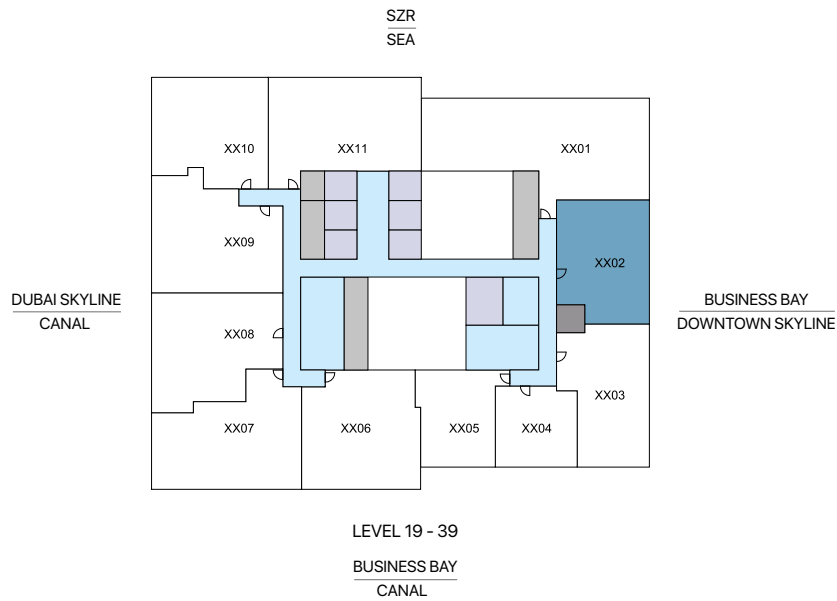 SZR
SEA
XX10
XX11
XX01
XX09
XX02
DUBAI SKYLINE
CANAL
BUSINESS BAY
DOWNTOWN SKYLINE
XX08
XX03
XX07
XX06
XX05
XX04
LEVEL 19 - 39
BUSINESS BAY
CANAL